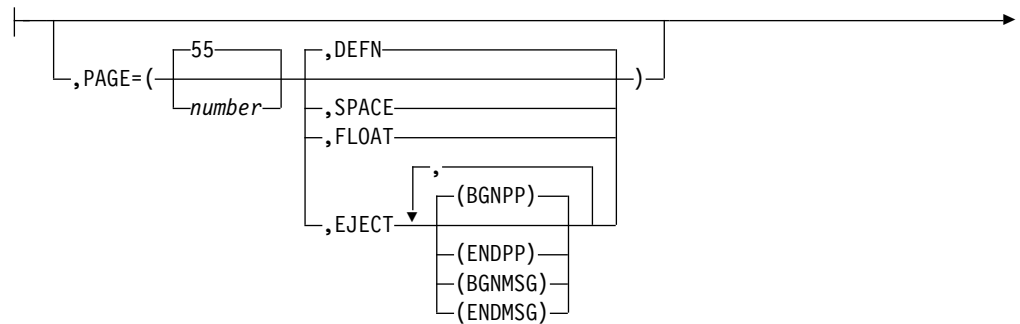 55
,DEFN
,PAGE=(
)
number
,SPACE
,FLOAT
,
(BGNPP)
,EJECT
(ENDPP)
(BGNMSG)
(ENDMSG)